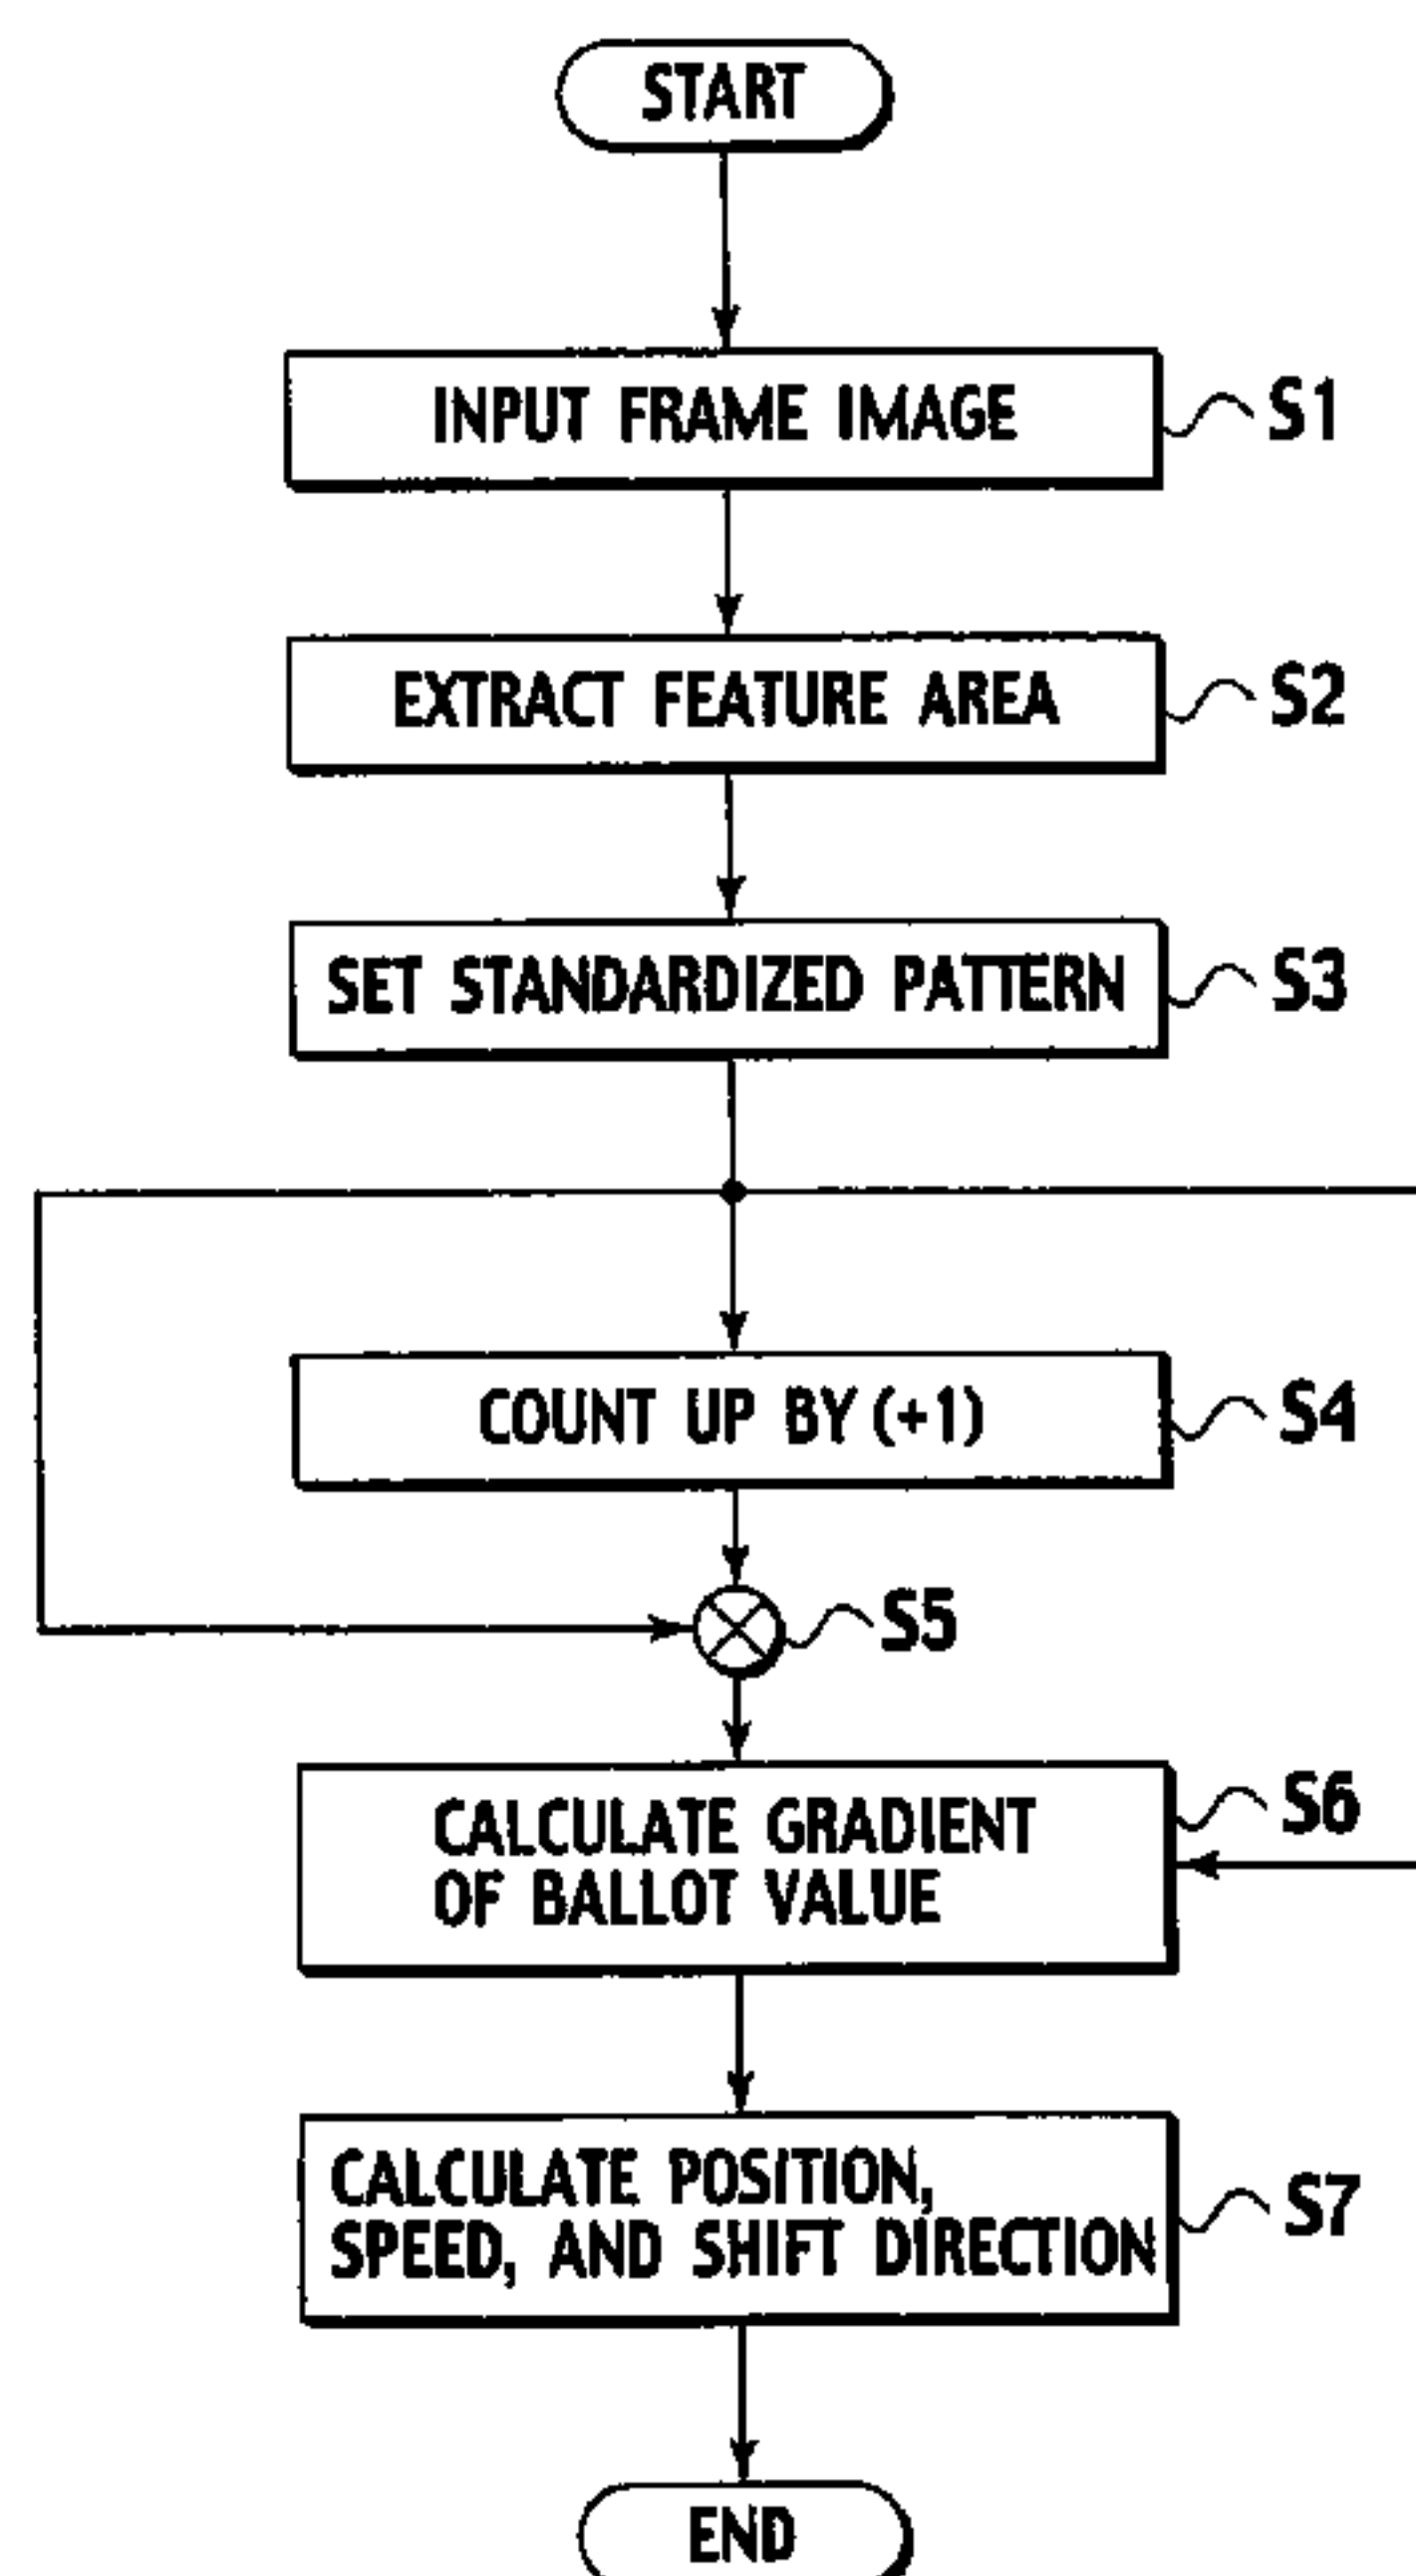 START
INPUT FRAME IMAGE
S1
EXTRACT FEATURE AREA
S2
SET STANDARDIZED PATTERN
S3
COUNT UP BY (+1)
S4
S5
CALCULATE GRADIENT
OF BALLOT VALUE
S6
CALCULATE POSITION,
SPEED, AND SHIFT DIRECTION
S7
END